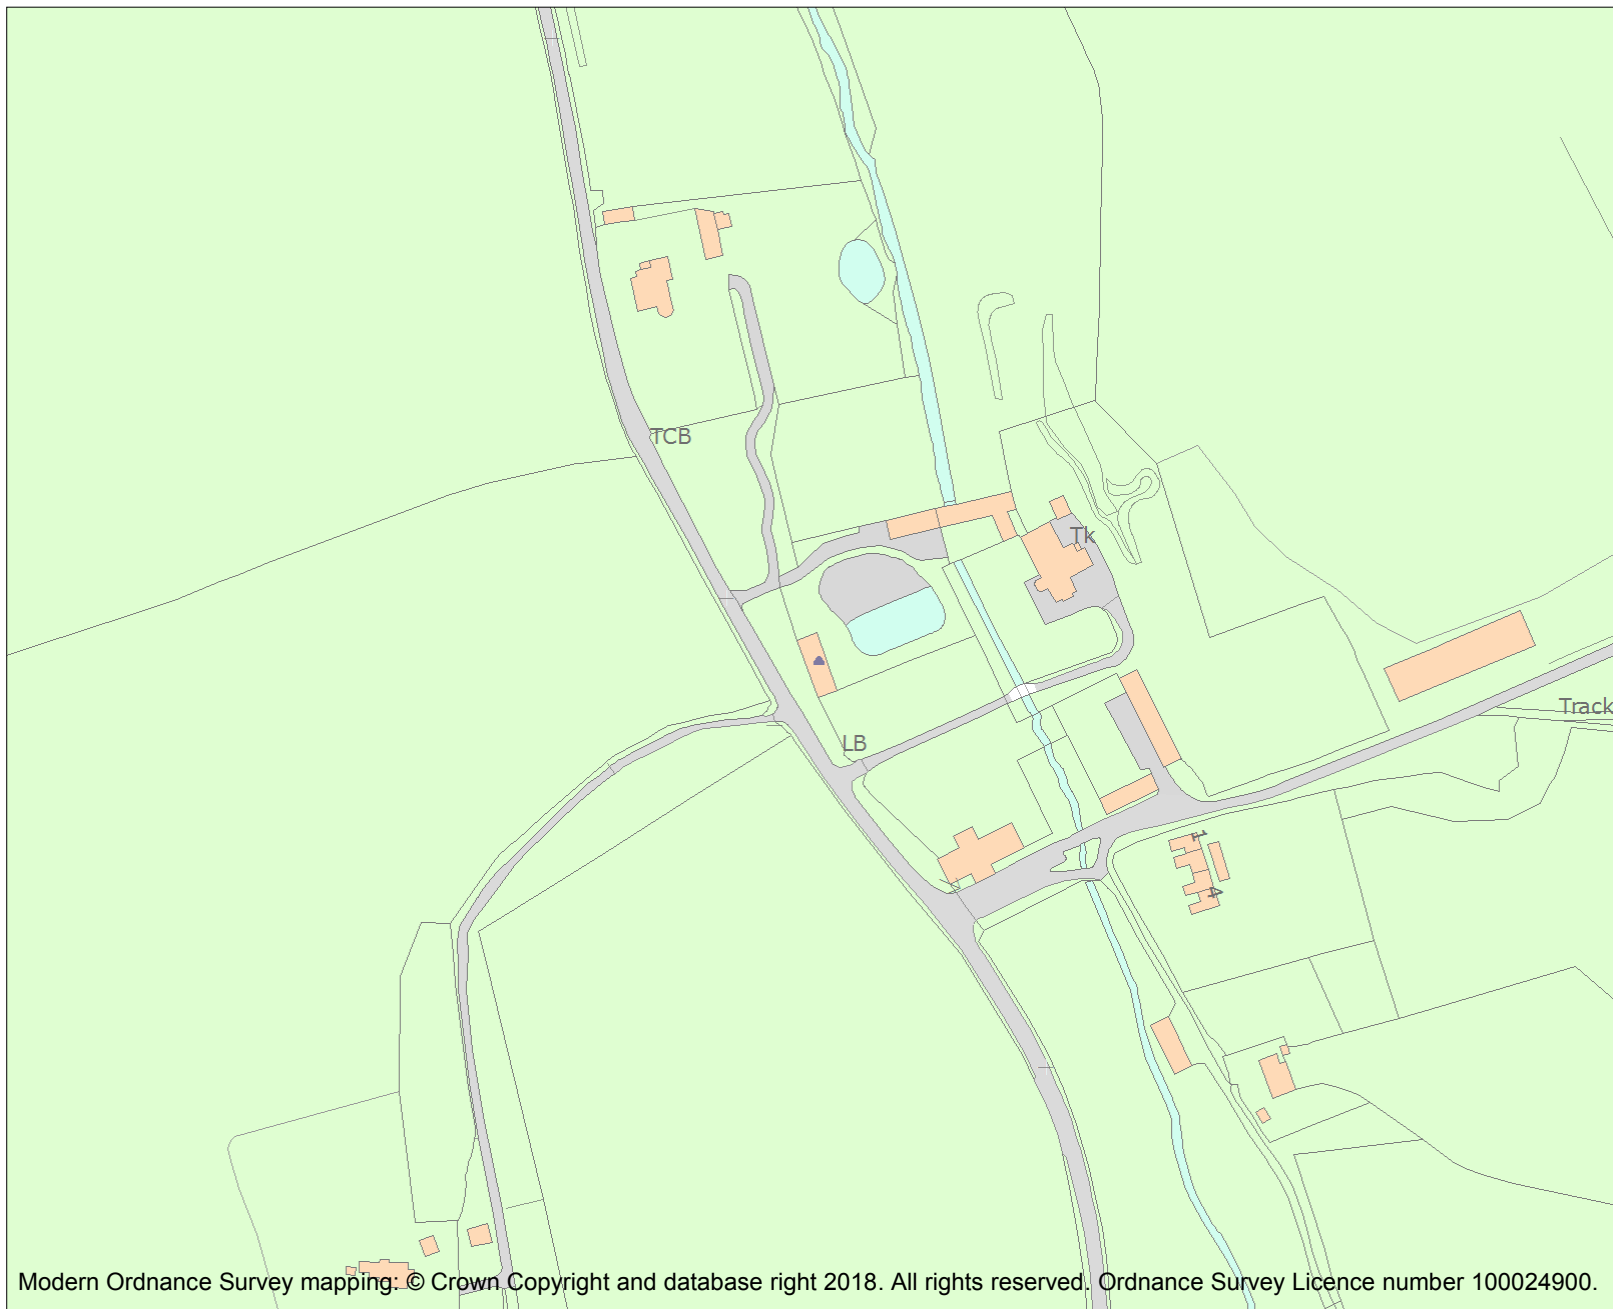 TCB
Tk
Track
LB
1
4
Modern Ordnance Survey mapping: © Crown Copyright and database right 2018. All rights reserved. Ordnance Survey Licence number 100024900.